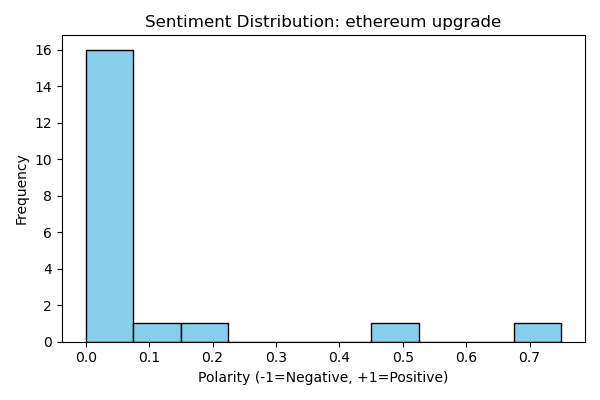 Sentiment Distribution: ethereum upgrade
16
14
12
10
8
6
4
2
0
Frequency
0.0 0.1 0.2 0.3 0.4 0.5 0.6 0.7
Polarity (-1=Negative, +1=Positive)